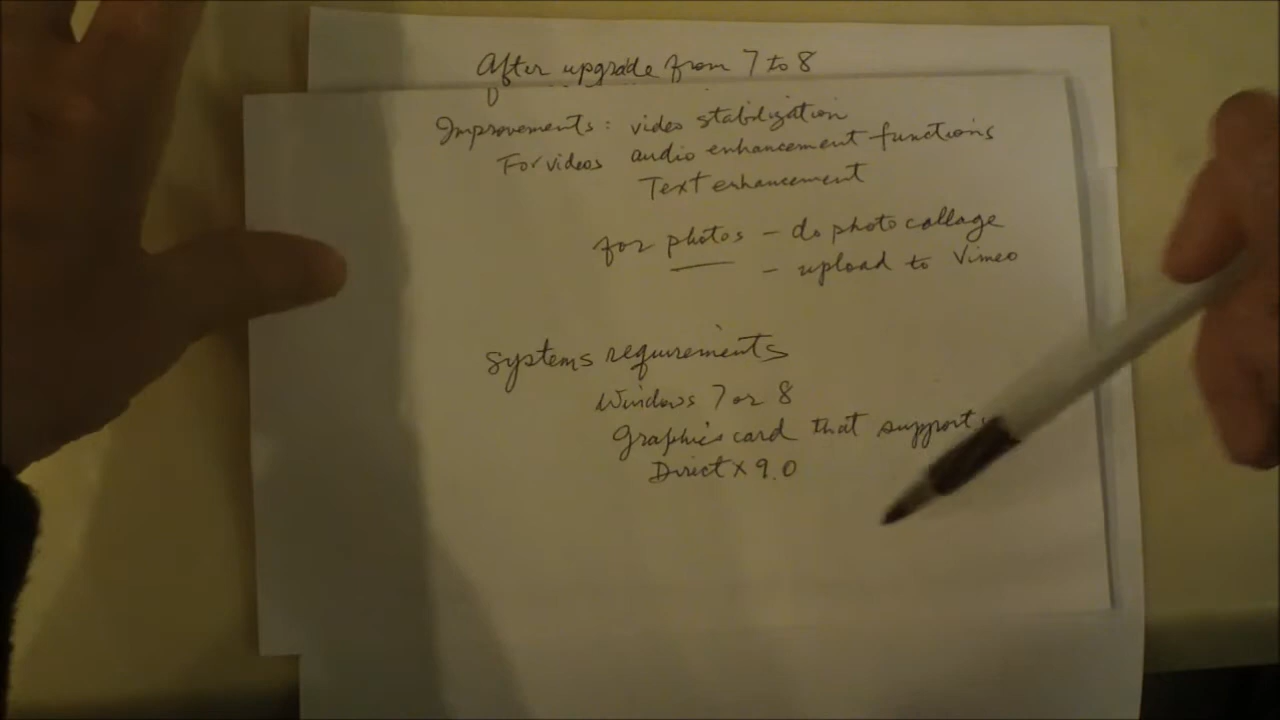 After upgrade from 7 to 8
Improvements: video stabilization
For videos audio enhancement functions
Text enhancement
for photos - do photo collage
- upload to Vimeo
systems requirements
Windows 7 or 8
Graphics card that supports
Direct X 9.0